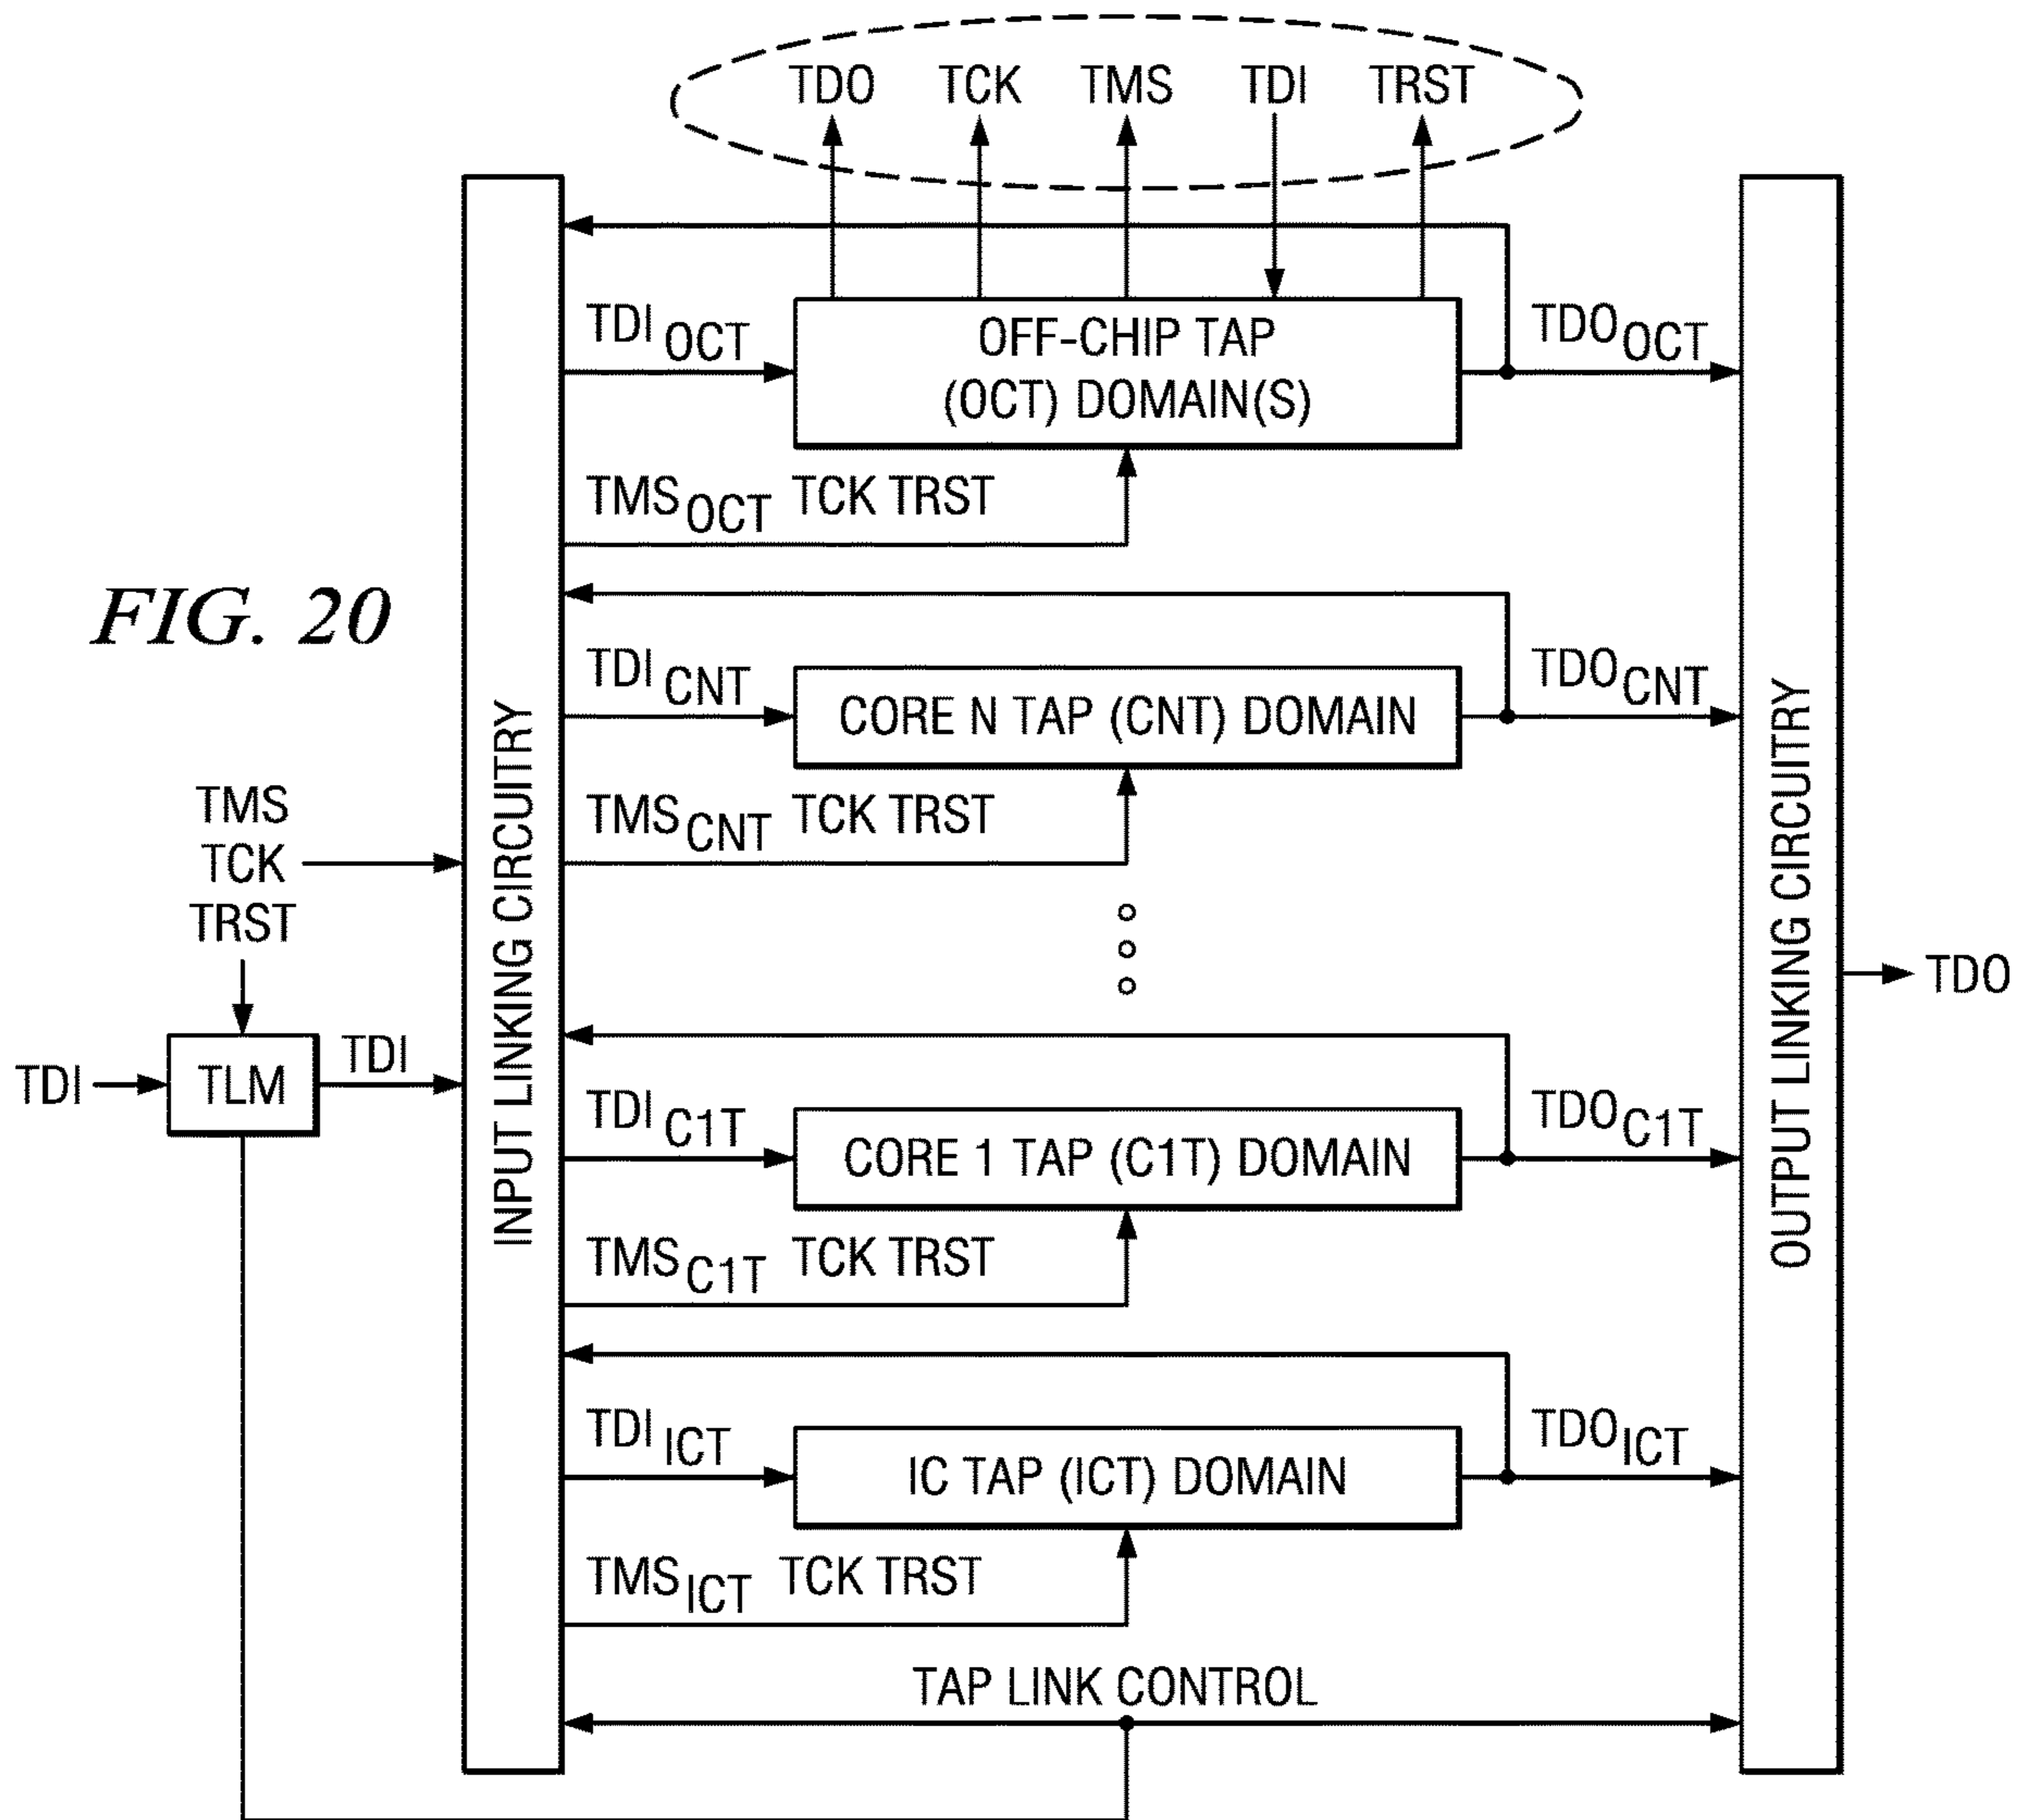 TDO TCK TMS TDI TRST
TDI OCT
OFF-CHIP TAP
(OCT) DOMAIN(S)
TDO OCT
TMS OCT TCK TRST
FIG. 20
TDI CNT
CORE N TAP (CNT) DOMAIN
TDO CNT
TMS CNT TCK TRST
TMS
TCK
TRST
INPUT LINKING CIRCUITRY
OUTPUT LINKING CIRCUITRY
TDO
TDI
TLM
TDI
TDI C1T
CORE 1 TAP (C1T) DOMAIN
TDO C1T
TMS C1T TCK TRST
TDI ICT
IC TAP (ICT) DOMAIN
TDO ICT
TMS ICT TCK TRST
TAP LINK CONTROL